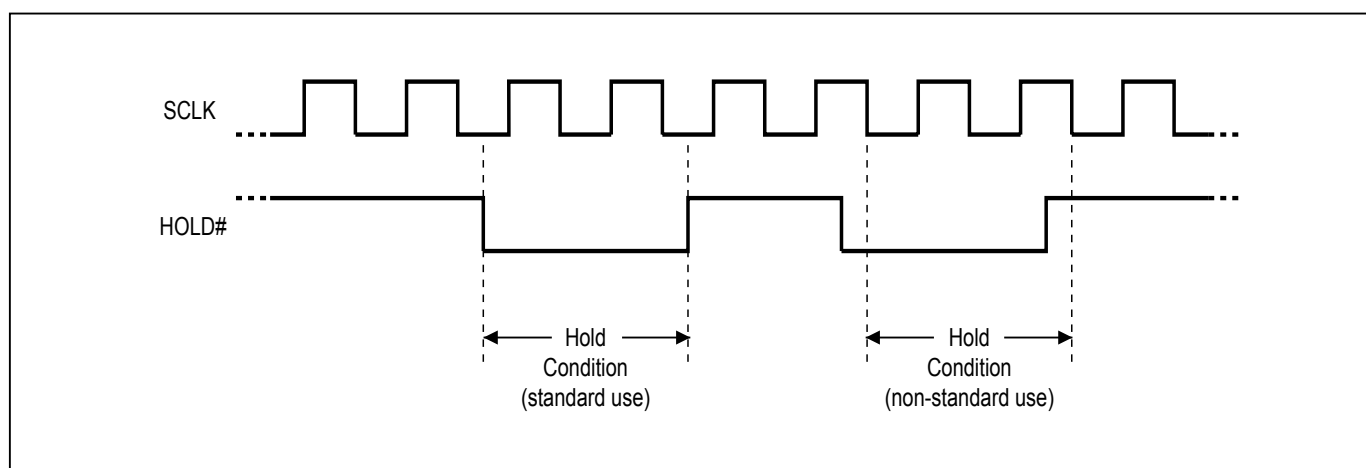 SCLK
HOLD#
Hold
Condition
(standard use)
Hold
Condition
(non-standard use)